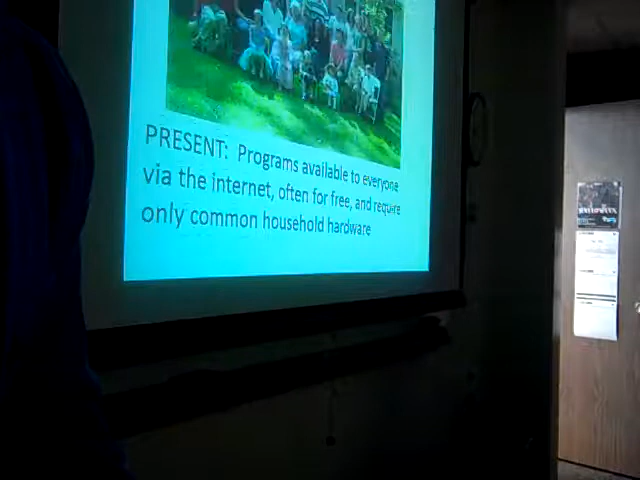 PRESENT: Programs available to everyone
via the internet, often for free, and require
only common household hardware